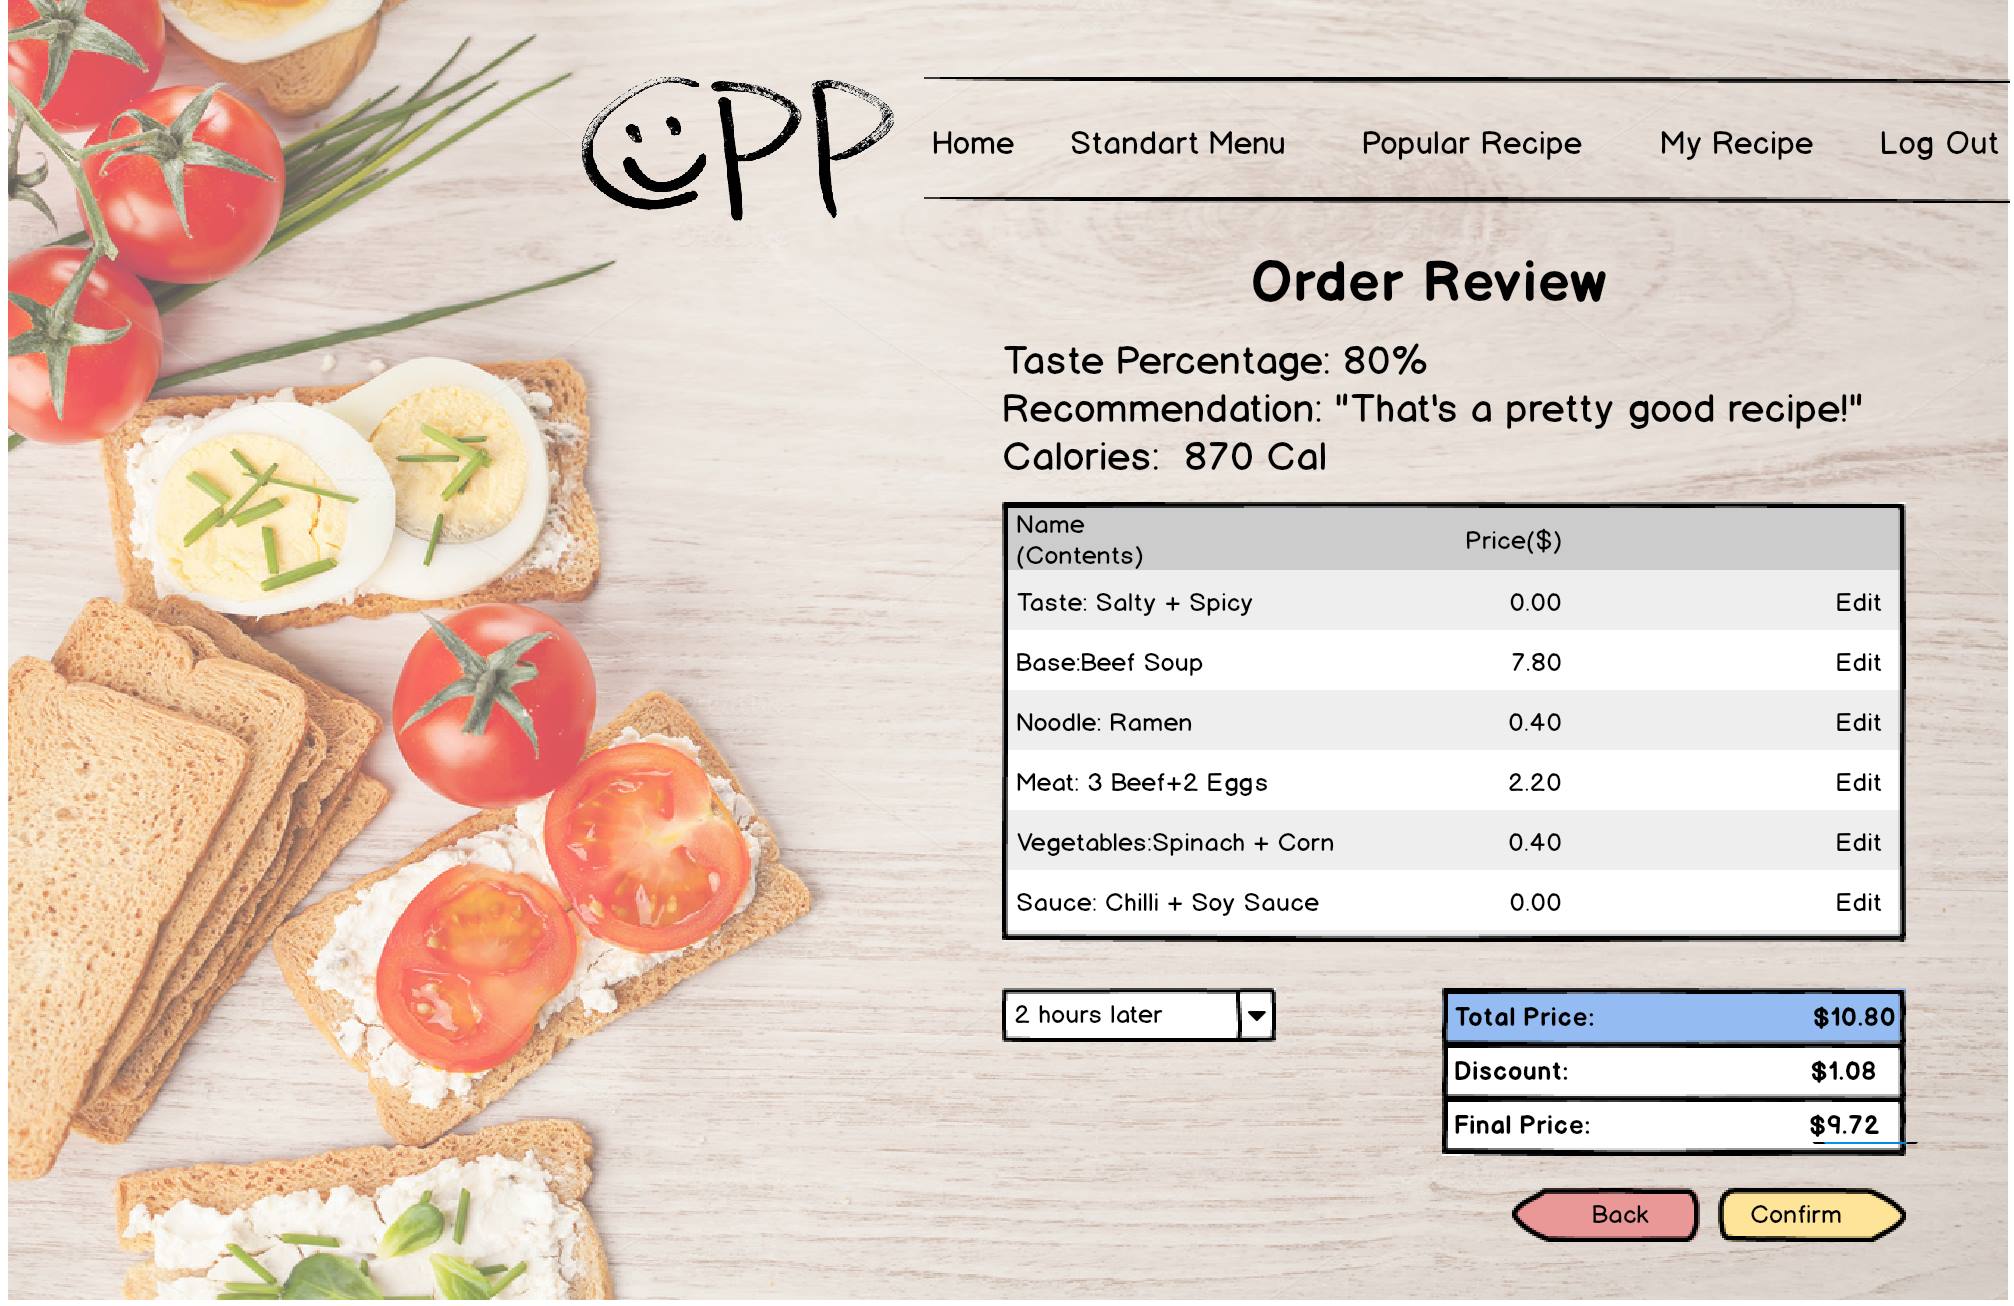 CPP
Home Standart Menu Popular Recipe My Recipe Log Out
Order Review
Taste Percentage: 80%
Recommendation: "That's a pretty good recipe!"
Calories: 870 Cal
Name
(Contents) Price($)
Taste: Salty + Spicy 0.00 Edit
Base:Beef Soup 7.80 Edit
Noodle: Ramen 0.40 Edit
Meat: 3 Beef+2 Eggs 2.20 Edit
Vegetables:Spinach + Corn 0.40 Edit
Sauce: Chilli + Soy Sauce 0.00 Edit
2 hours later
Total Price: $10.80
Discount: $1.08
Final Price: $9.72
Back Confirm